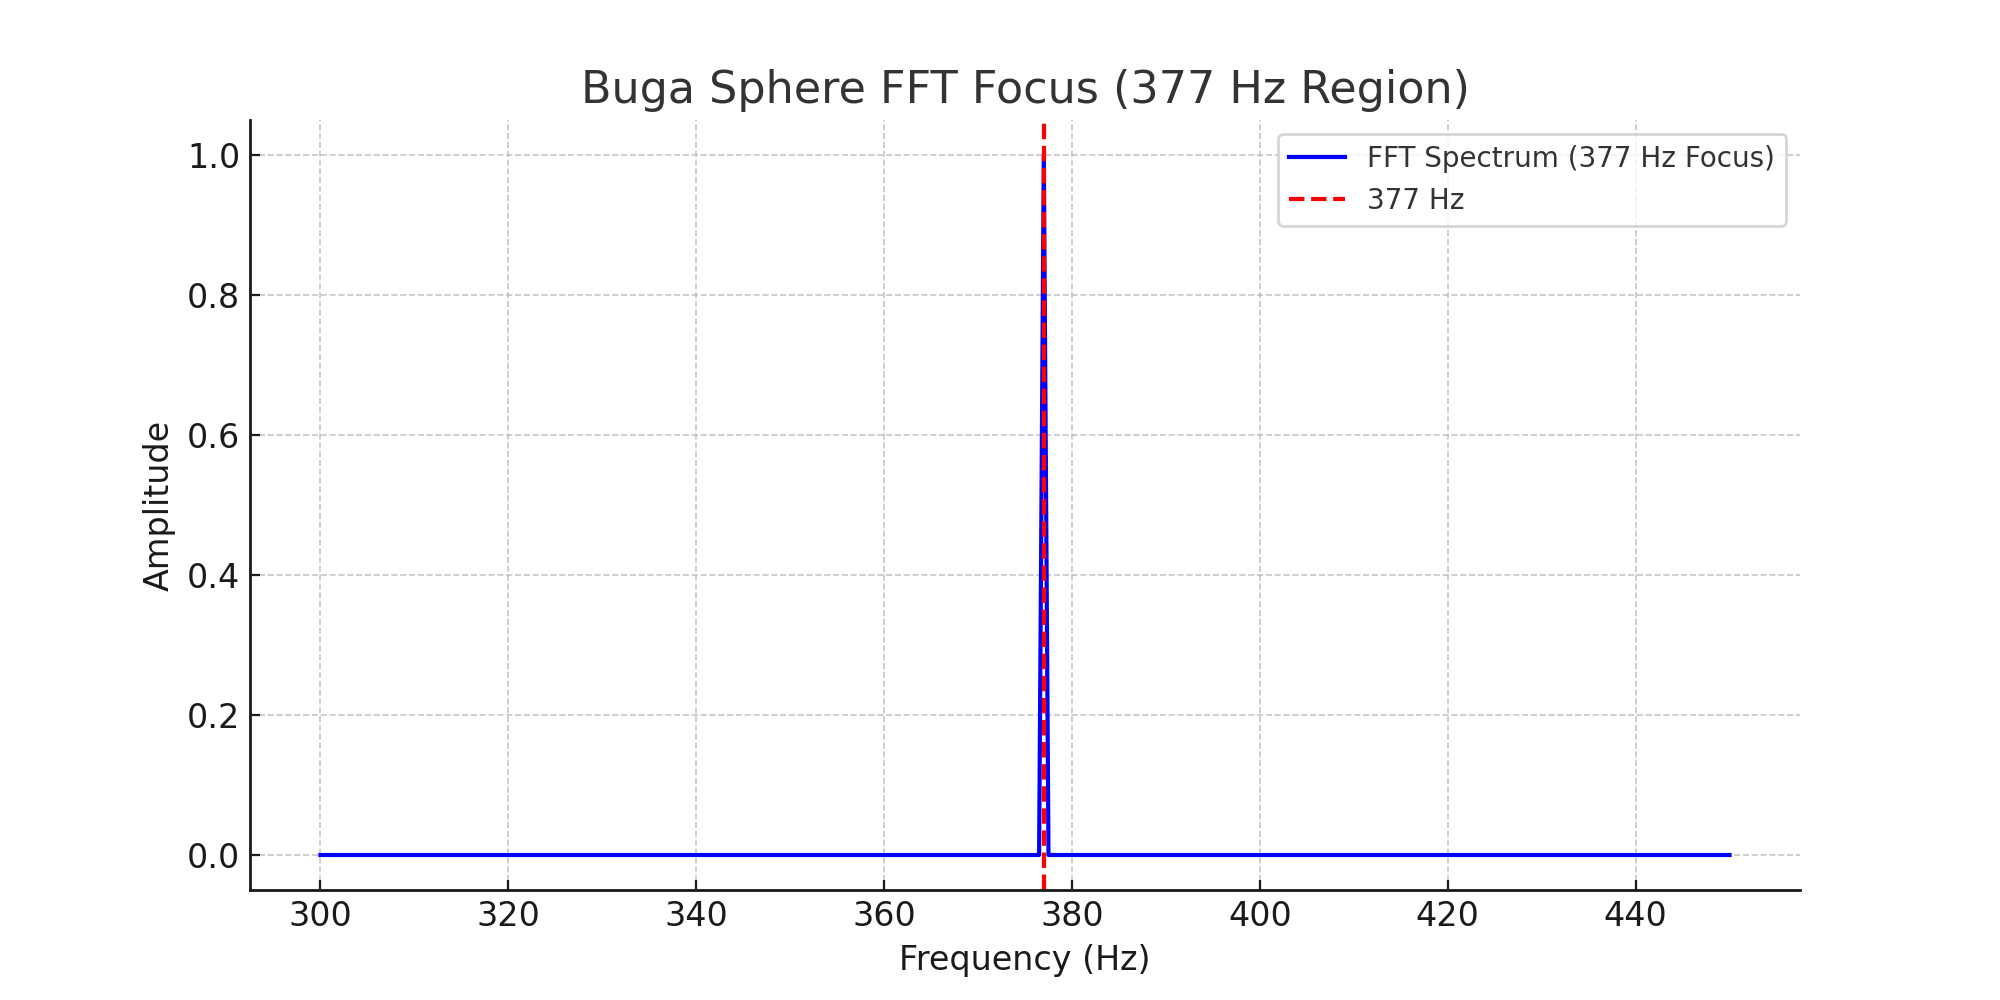 Buga Sphere FFT Focus (377 Hz Region)
FFT Spectrum (377 Hz Focus)
377 Hz
1.0
0.8
0.6
0.4
0.2
0.0
Amplitude
300 320 340 360 380 400 420 440
Frequency (Hz)